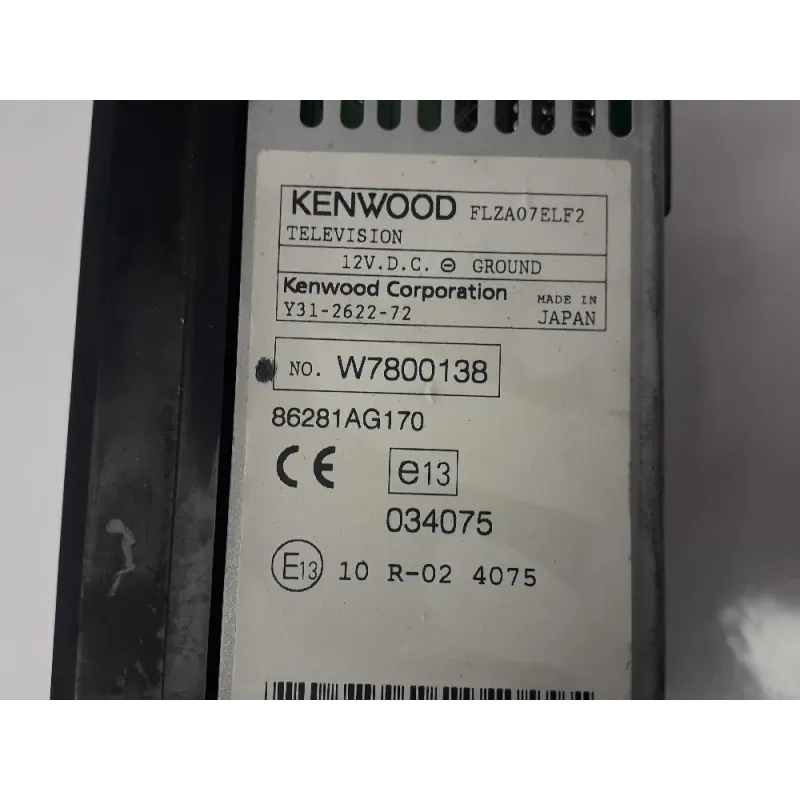 KENWOOD FLZA07ELF2
TELEVISION
12V.D.C. ⊖ GROUND
Kenwood Corporation MADE IN
Y31-2622-72 JAPAN
NO. W7800138
86281AG170
CE e13
034075
E13 10 R-02 4075